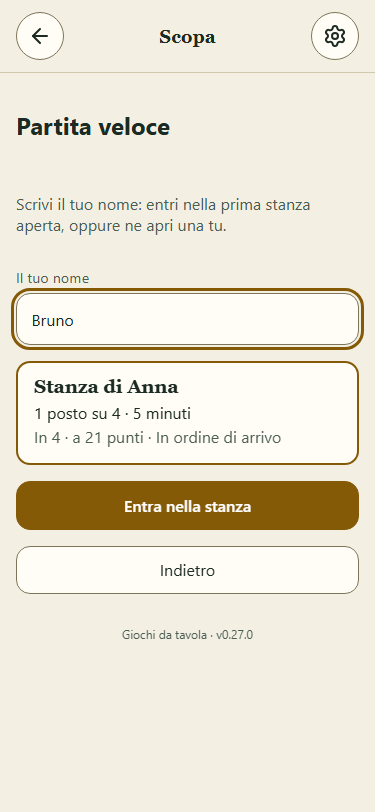 Scopa
Partita veloce
Scrivi il tuo nome: entri nella prima stanza
aperta, oppure ne apri una tu.
Il tuo nome
Bruno
Stanza di Anna
1 posto su 4 · 5 minuti
In 4 · a 21 punti · In ordine di arrivo
Entra nella stanza
Indietro
Giochi da tavola · v0.27.0